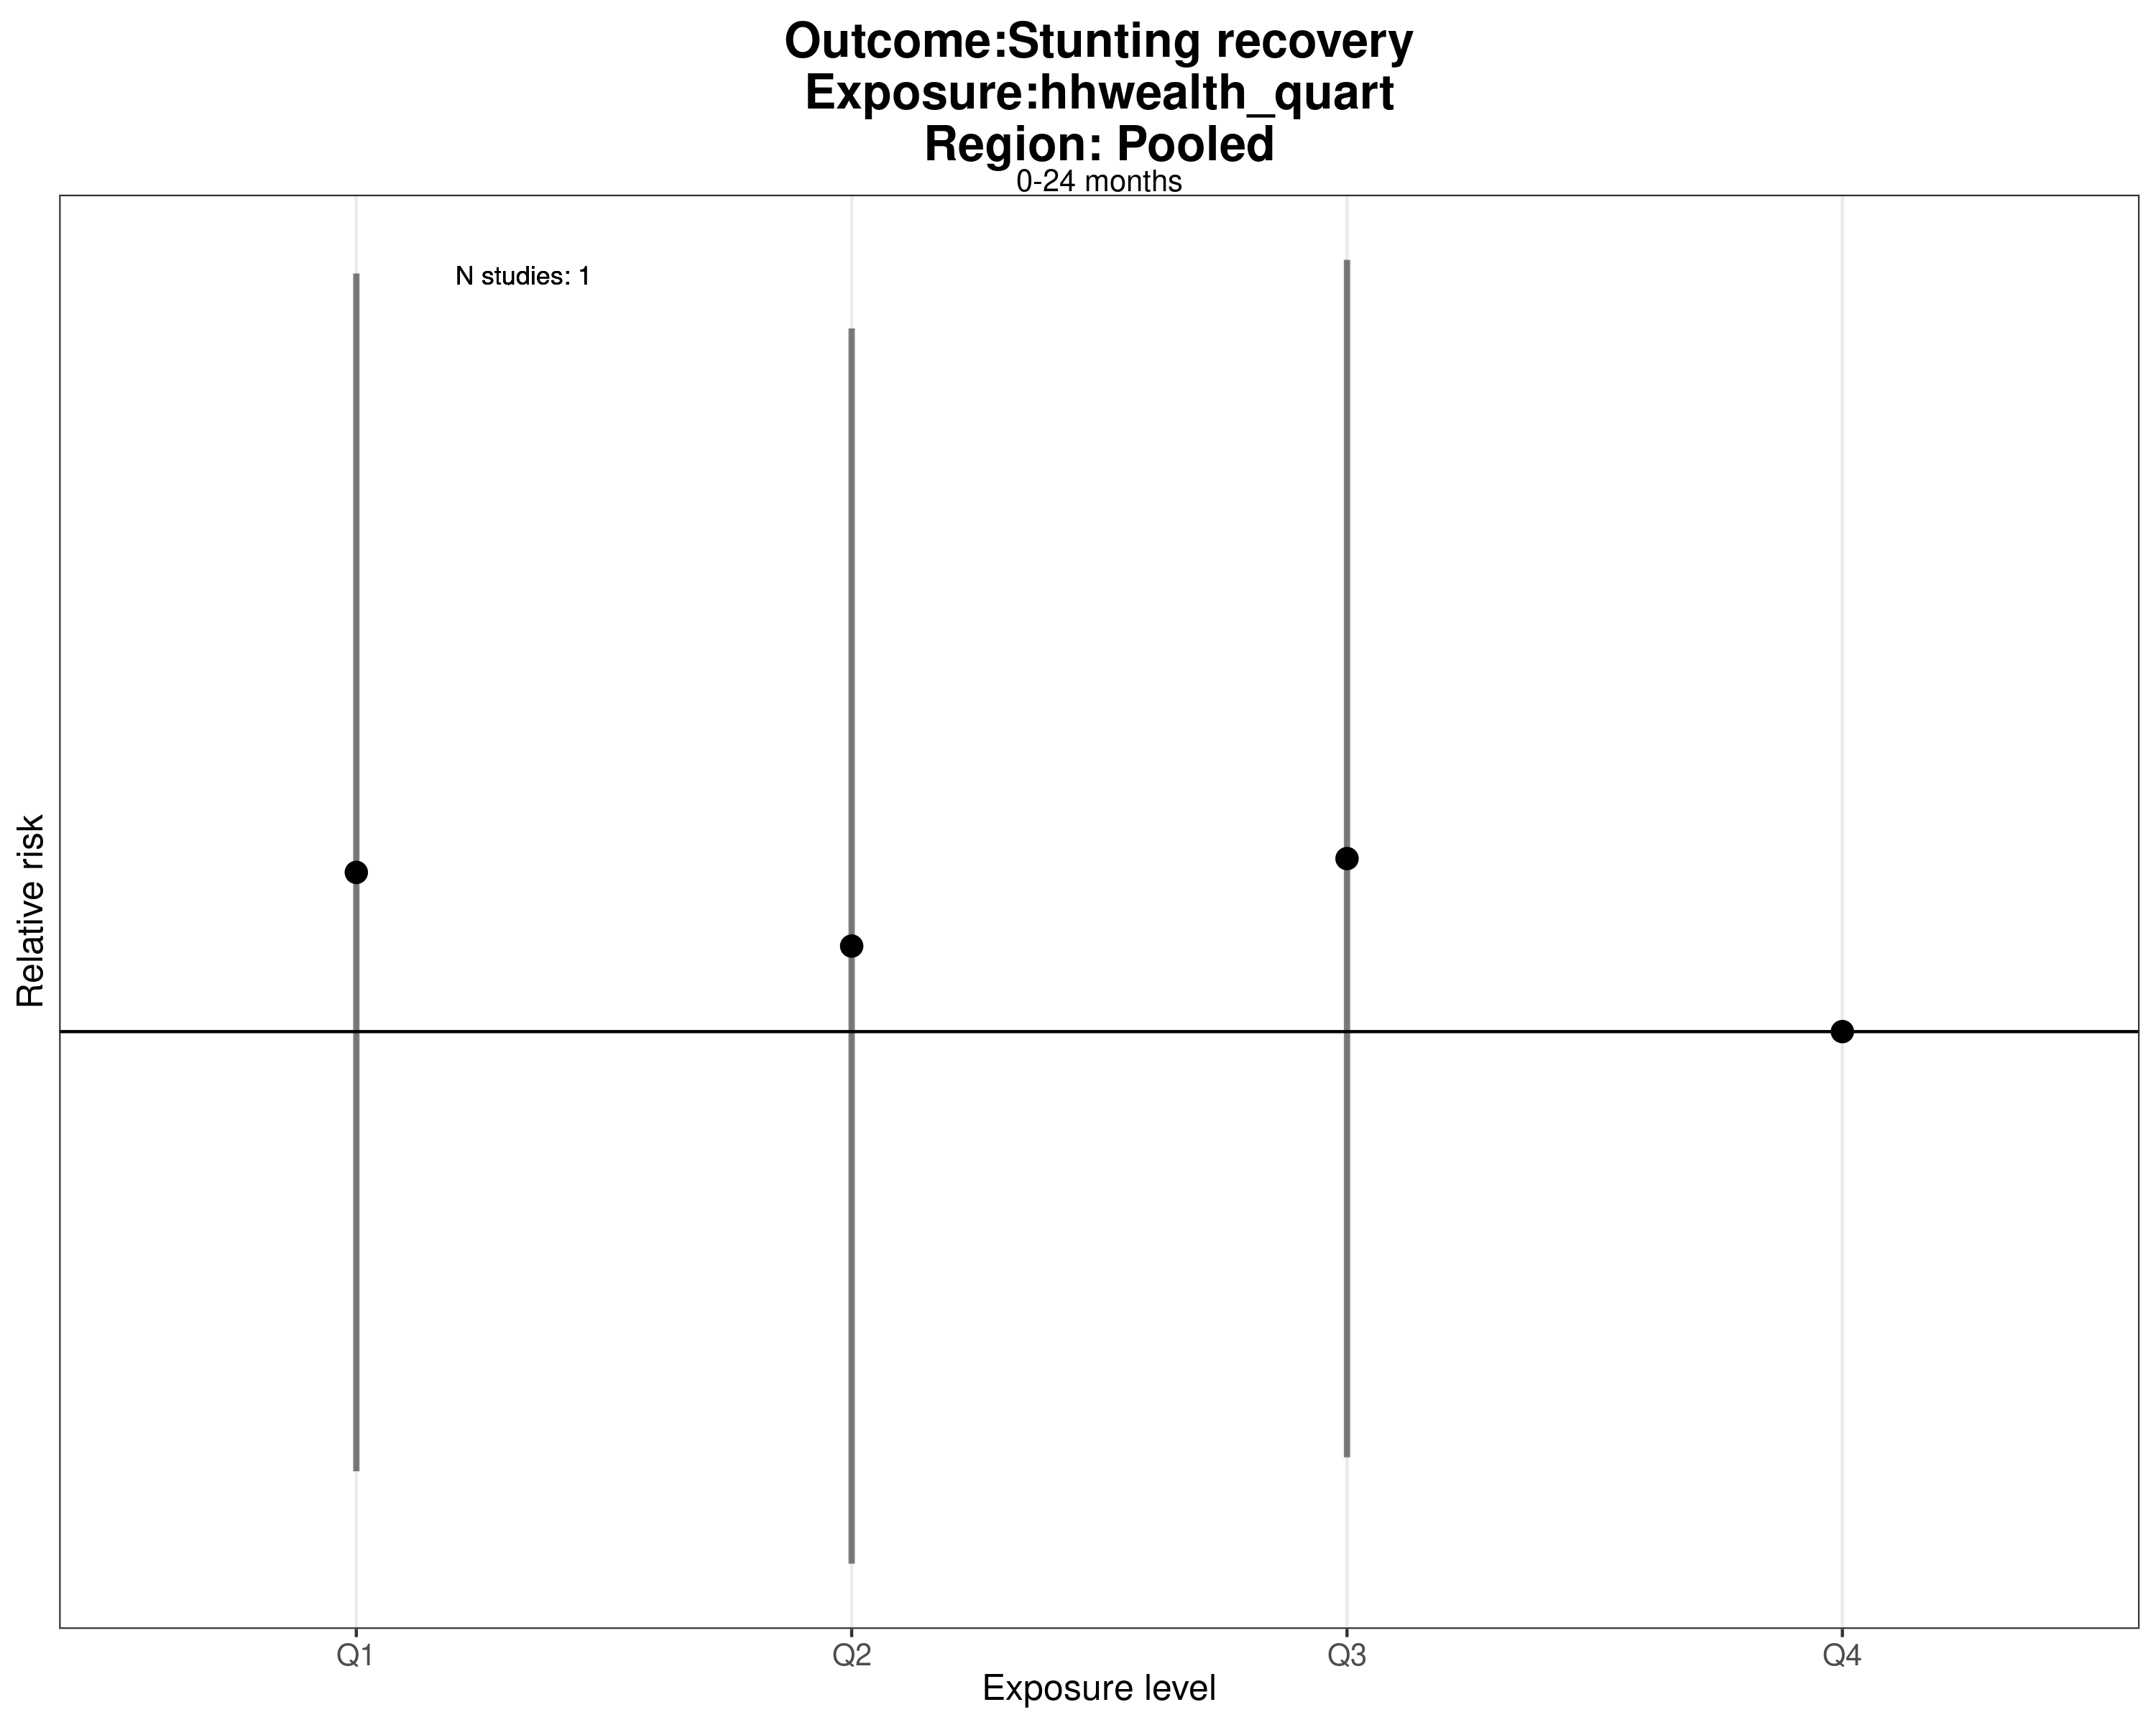 Outcome:Stunting recovery
Exposure:hhwealth_quart
Region: Pooled
0-24 months
N studies: 1
Relative risk
Q1 Q2 Q3 Q4
Exposure level